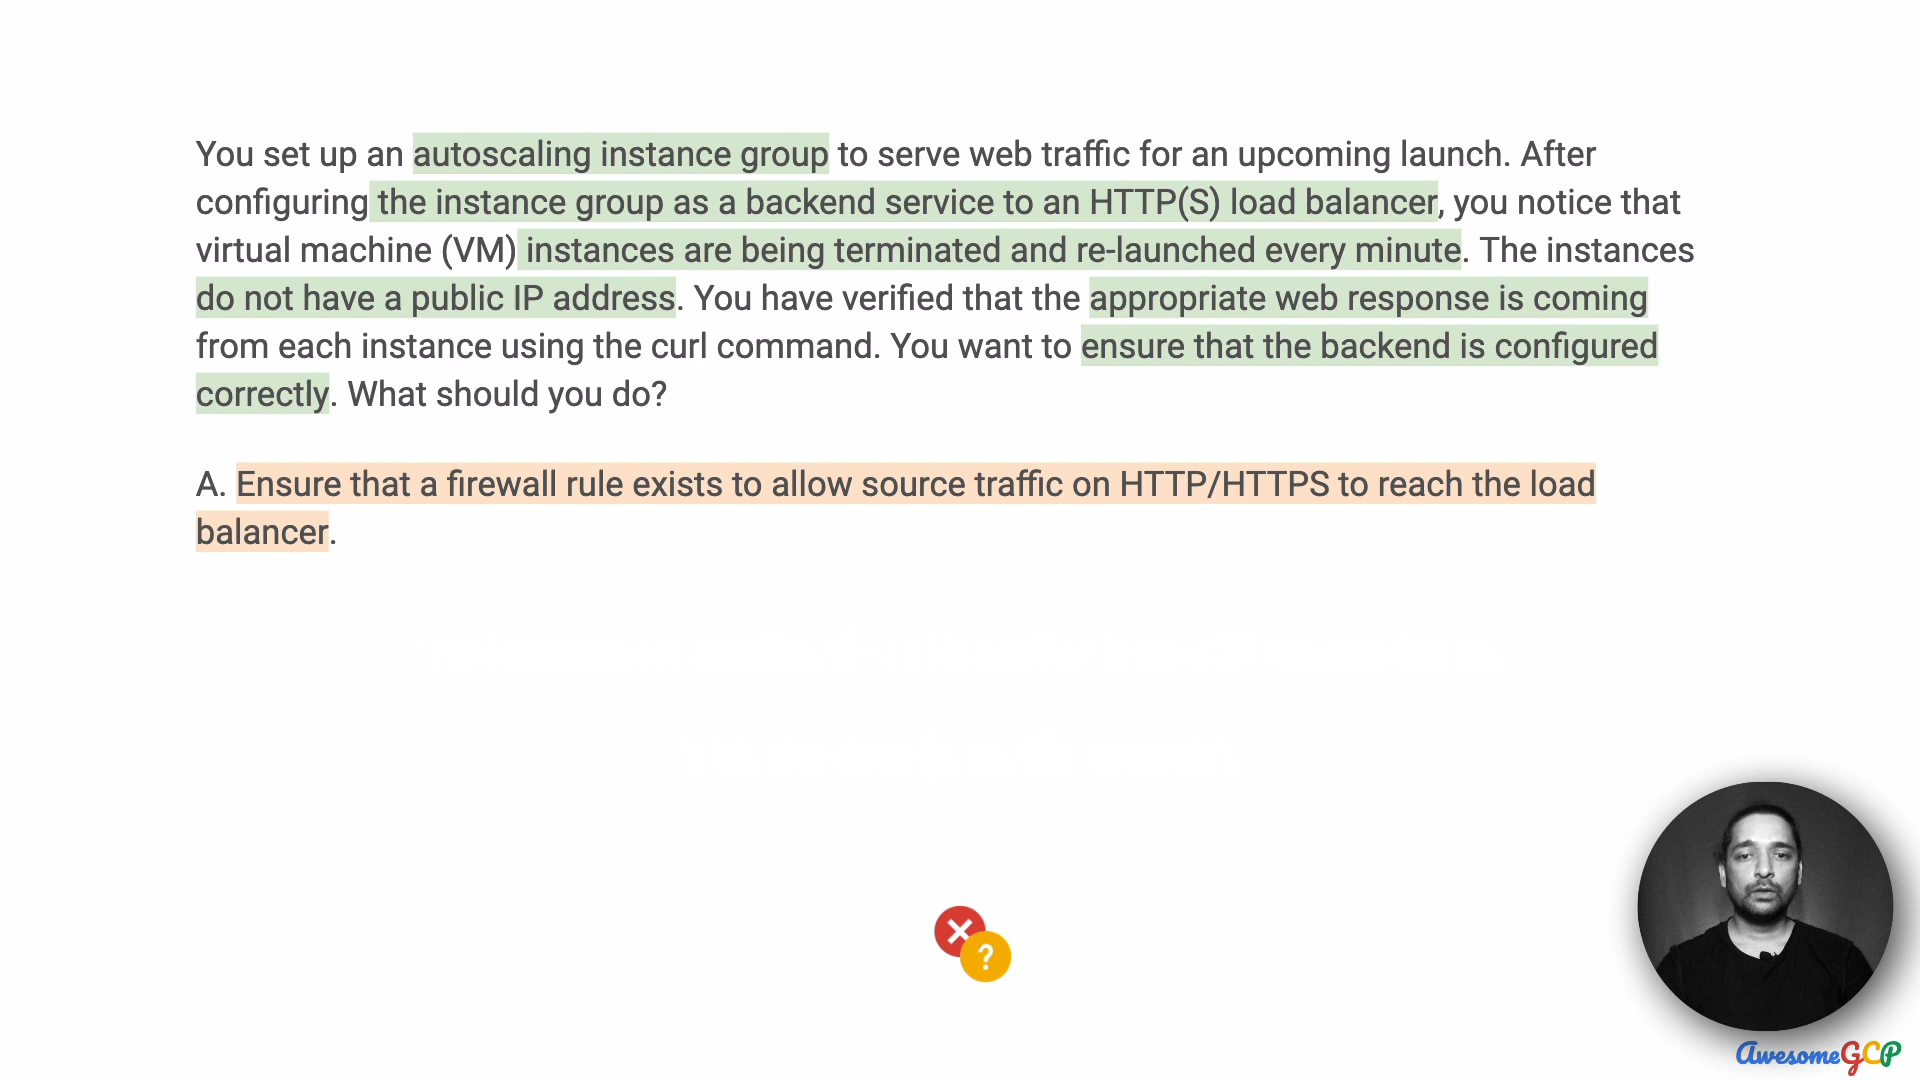 You set up an autoscaling instance group to serve web traffic for an upcoming launch. After
configuring the instance group as a backend service to an HTTP(S) load balancer, you notice that
virtual machine (VM) instances are being terminated and re-launched every minute. The instances
do not have a public IP address. You have verified that the appropriate web response is coming
from each instance using the curl command. You want to ensure that the backend is configured
correctly. What should you do?
A. Ensure that a firewall rule exists to allow source traffic on HTTP/HTTPS to reach the load
balancer.
?
AwesomeGCP